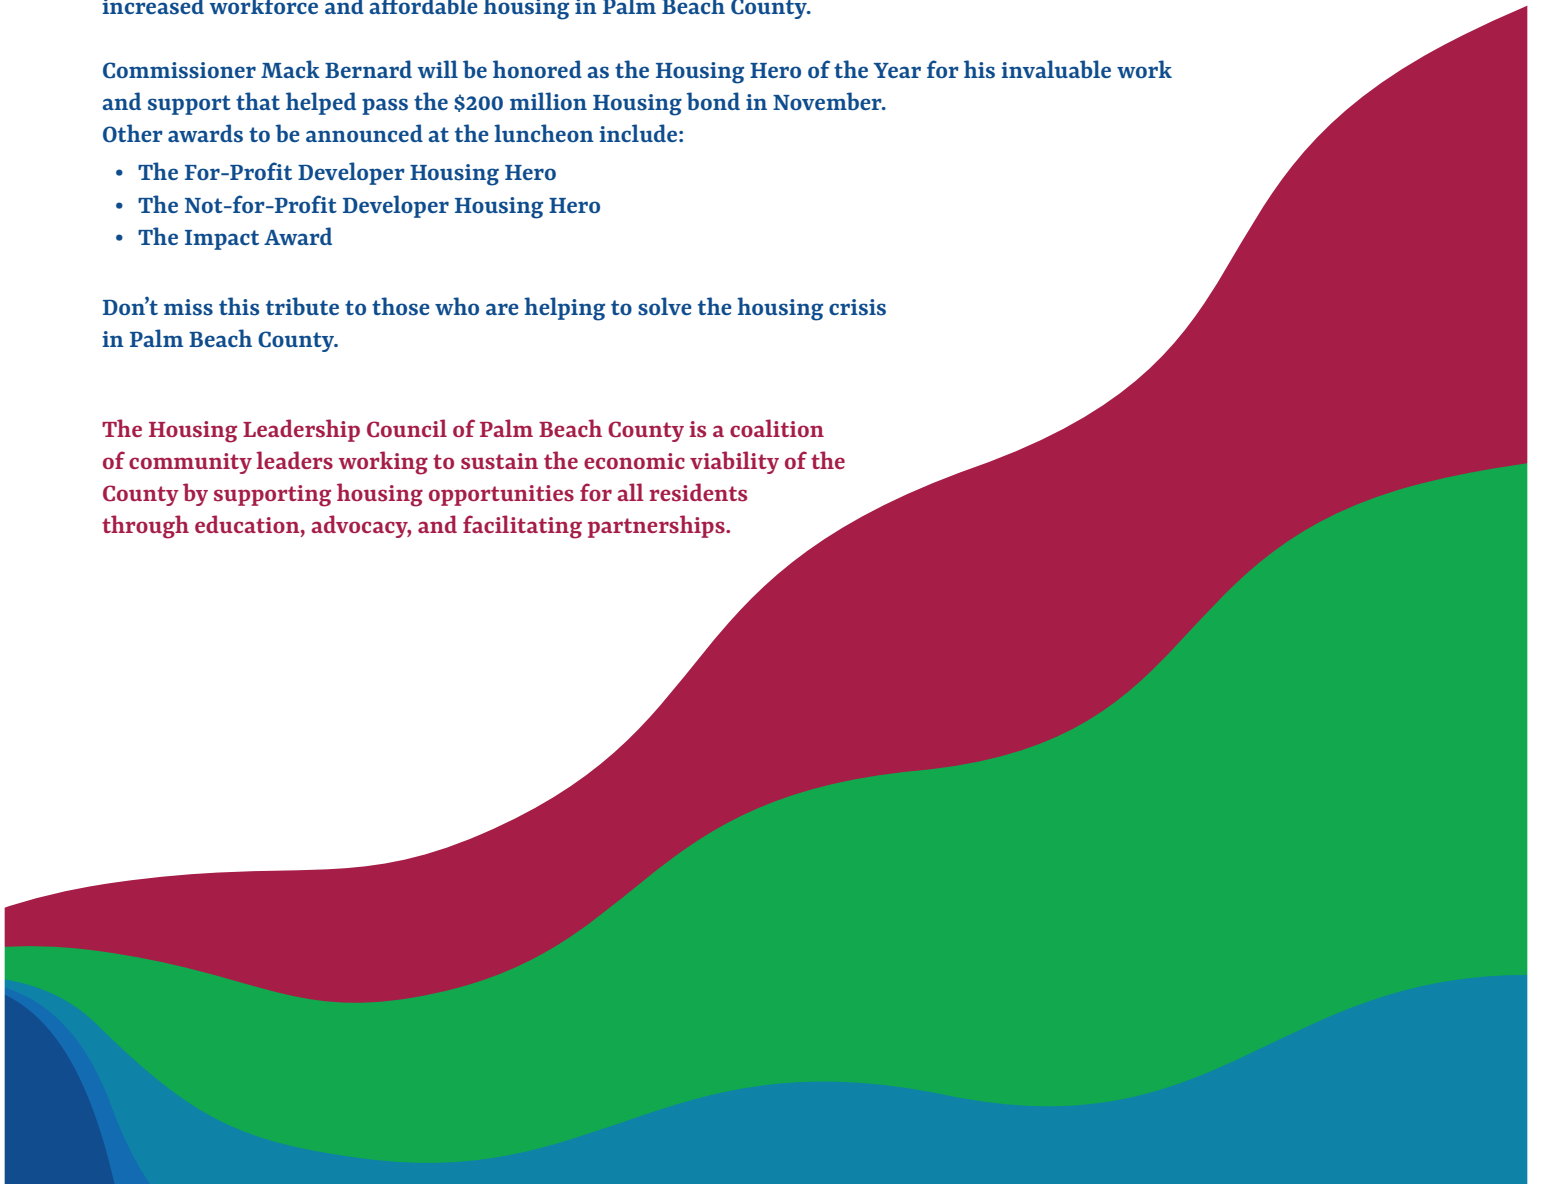 increased workforce and affordable housing in Palm Beach County.
Commissioner Mack Bernard will be honored as the Housing Hero of the Year for his invaluable work
and support that helped pass the $200 million Housing bond in November.
Other awards to be announced at the luncheon include:
• The For-Profit Developer Housing Hero
• The Not-for-Profit Developer Housing Hero
• The Impact Award
Don’t miss this tribute to those who are helping to solve the housing crisis
in Palm Beach County.
The Housing Leadership Council of Palm Beach County is a coalition
of community leaders working to sustain the economic viability of the
County by supporting housing opportunities for all residents
through education, advocacy, and facilitating partnerships.